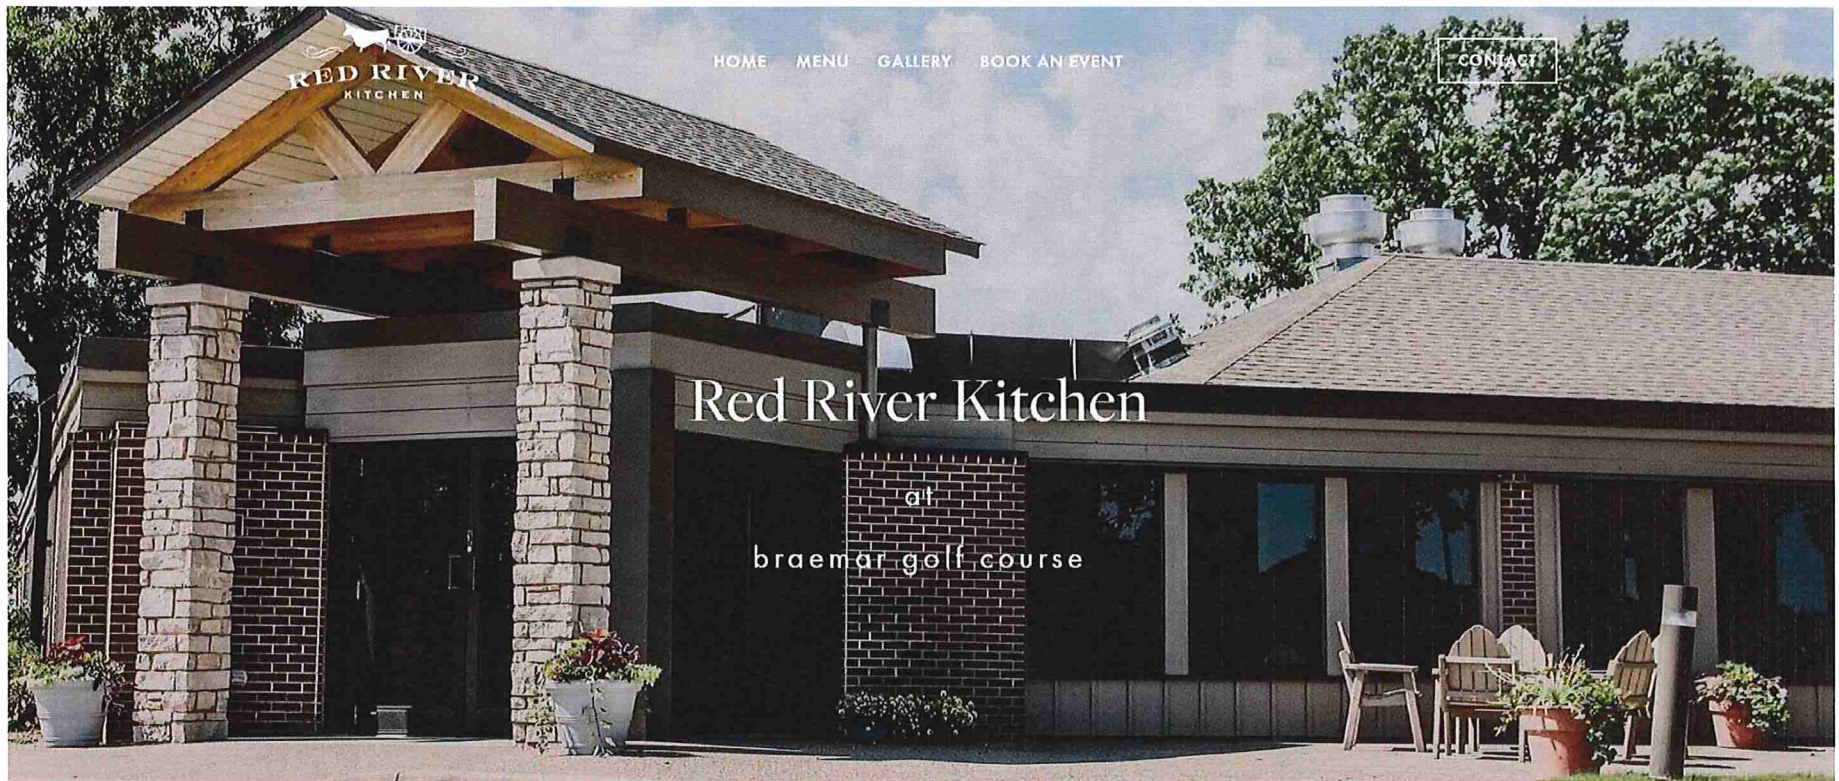 RED RIVER
KITCHEN
HOME MENU GALLERY BOOK AN EVENT
CONTACT
Red River Kitchen
at
braemar golf course